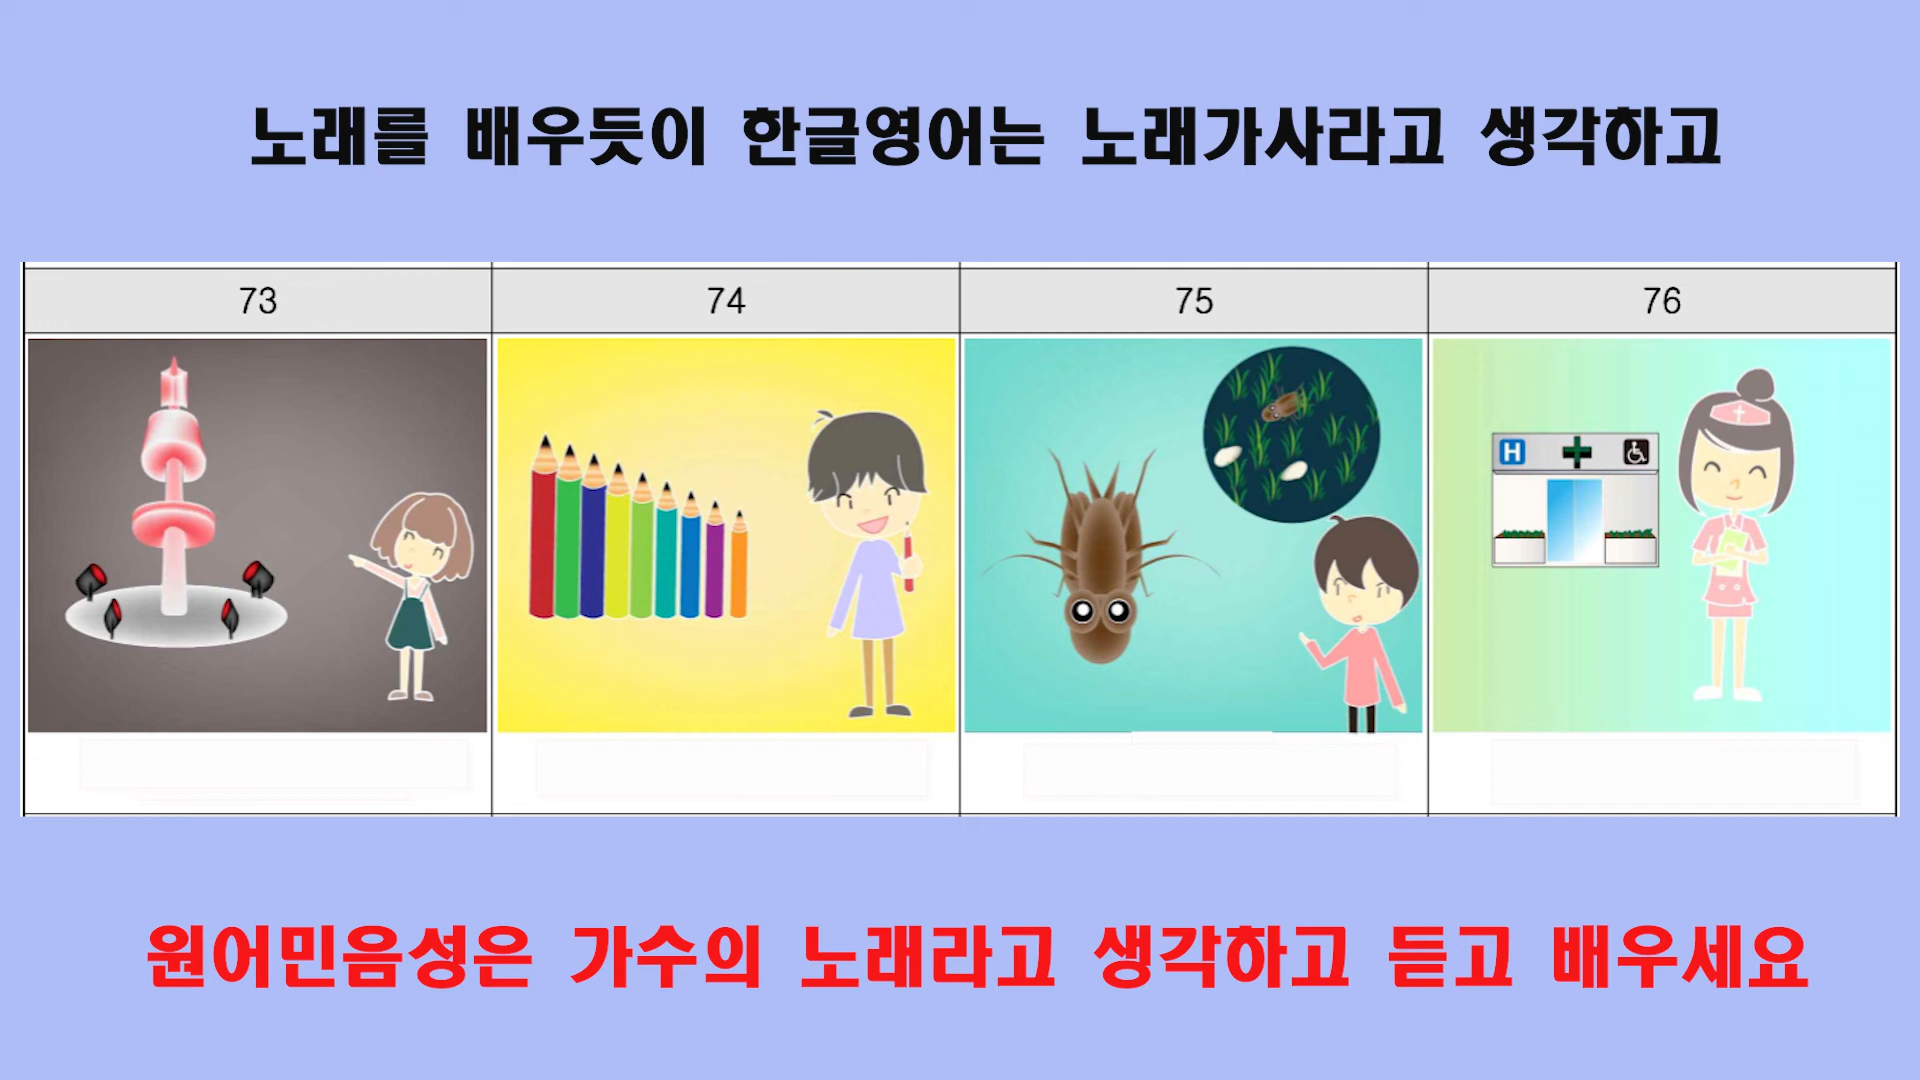 노래를 배우듯이 한글영어는 노래가사라고 생각하고
73 74 75 76
H
원어민음성은 가수의 노래라고 생각하고 듣고 배우세요